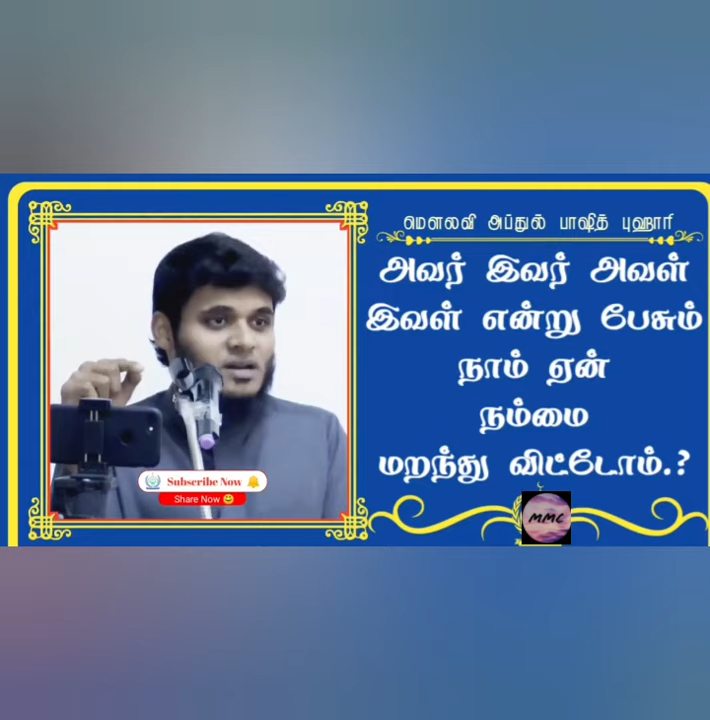 மௌலவி அப்துல் பாஷித் புஹாரி
அவர் இவர் அவள்
இவள் என்று பேசும்
நாம் ஏன்
நம்மை
மறந்து விட்டோம்.?
Subscribe Now
Share Now
MMC